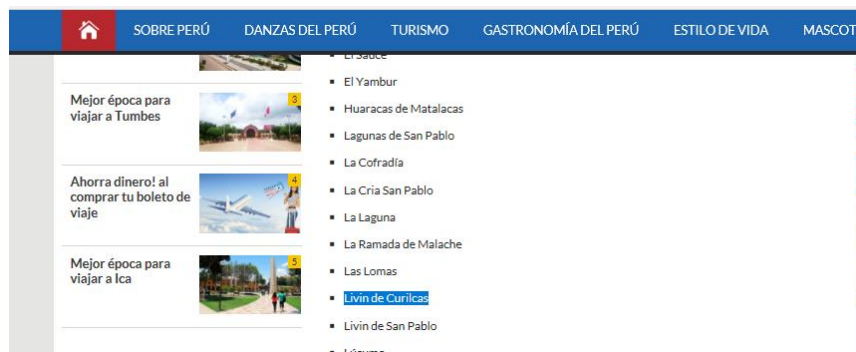 SOBRE PERÚ DANZAS DEL PERÚ TURISMO GASTRONOMÍA DEL PERÚ ESTILO DE VIDA MASCOT
El Sauce
El Yambur
Mejor época para
viajar a Tumbes
3
Huaracas de Matalacas
Lagunas de San Pablo
La Cofradía
Ahorra dinero! al
comprar tu boleto de
viaje
4
La Cria San Pablo
La Laguna
La Ramada de Malache
Mejor época para
viajar a Ica
5
Las Lomas
Livin de Curilcas
Livin de San Pablo